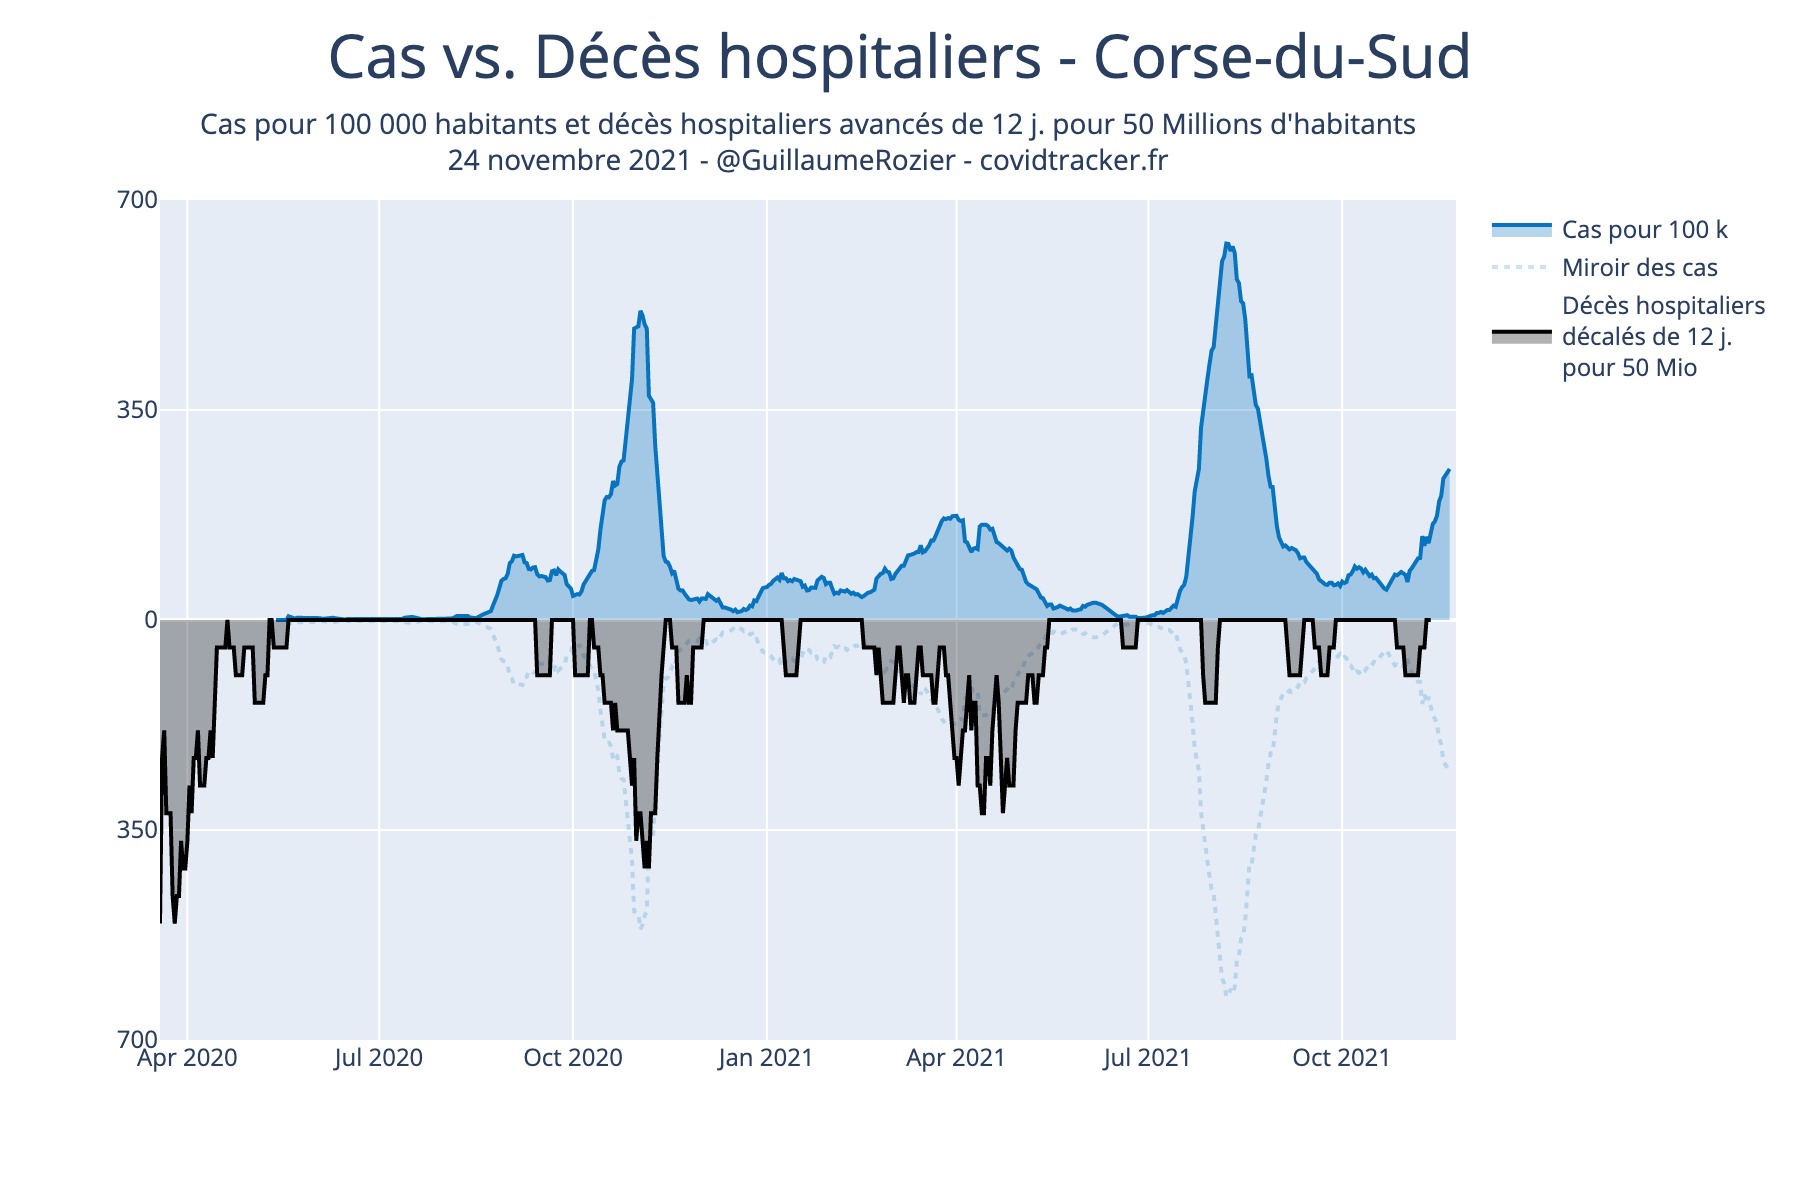 Cas vs. Décès hospitaliers - Corse-du-Sud
Cas pour 100 000 habitants et décès hospitaliers avancés de 12 j. pour 50 Millions d'habitants
24 novembre 2021 - @GuillaumeRozier - covidtracker.fr
700
350
0
350
700
Apr 2020
Jul 2020
Oct 2020
Jan 2021
Apr 2021
Jul 2021
Oct 2021
Cas pour 100 k
Miroir des cas
Décès hospitaliers
décalés de 12 j.
pour 50 Mio